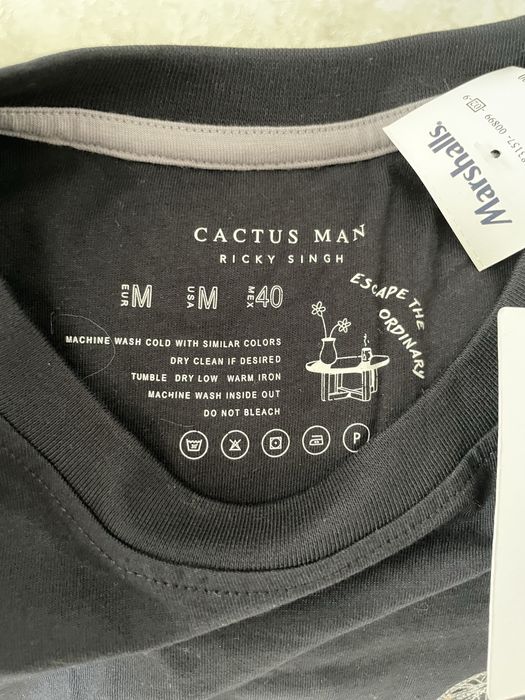 Marshalls.
CACTUS MAN
RICKY SINGH
EUR M USA M MEX 40
ESCAPE THE
ORDINARY
MACHINE WASH COLD WITH SIMILAR COLORS
DRY CLEAN IF DESIRED
TUMBLE DRY LOW WARM IRON
MACHINE WASH INSIDE OUT
DO NOT BLEACH
P